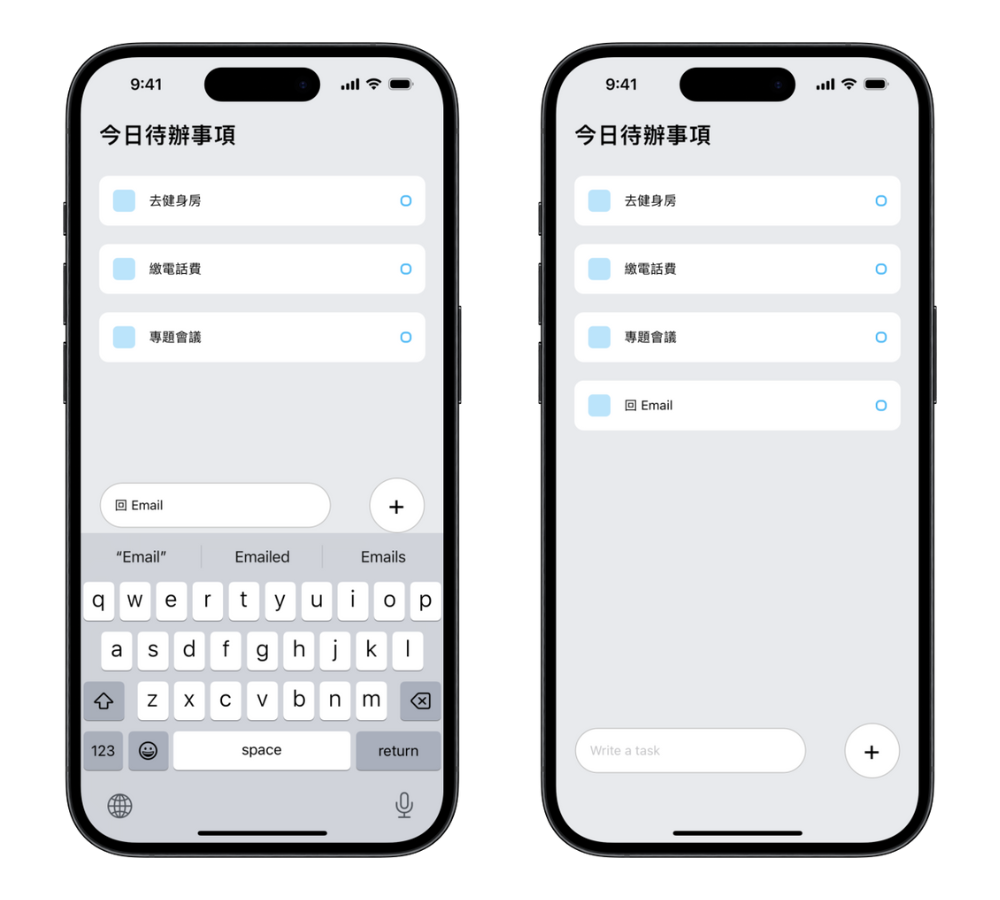 9:41
今日待辦事項
去健身房
繳電話費
專題會議
回 Email
+
“Email” Emailed Emails
q w e r t y u i o p
a s d f g h j k l
z x c v b n m
123 space return
9:41
今日待辦事項
去健身房
繳電話費
專題會議
回 Email
Write a task
+